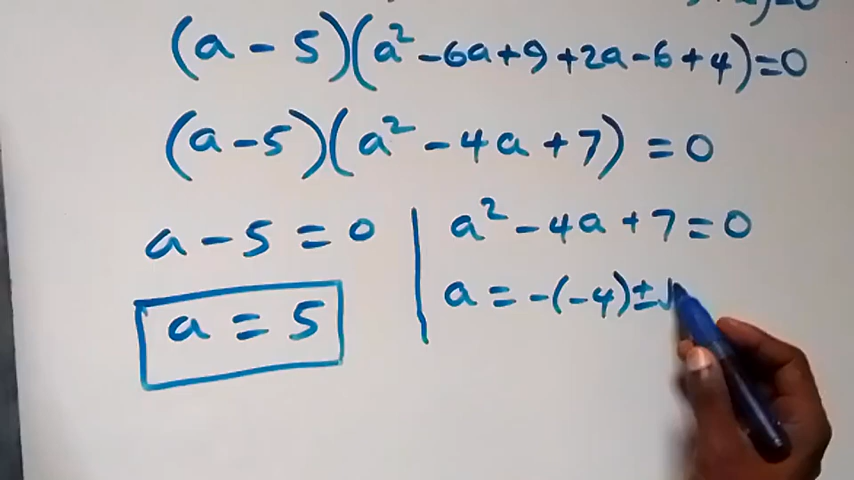 (a - 5)(a² - 6a + 9 + 2a - 6 + 4) = 0
(a - 5)(a² - 4a + 7) = 0
a - 5 = 0
a = 5
a² - 4a + 7 = 0
a = -(-4) ± √